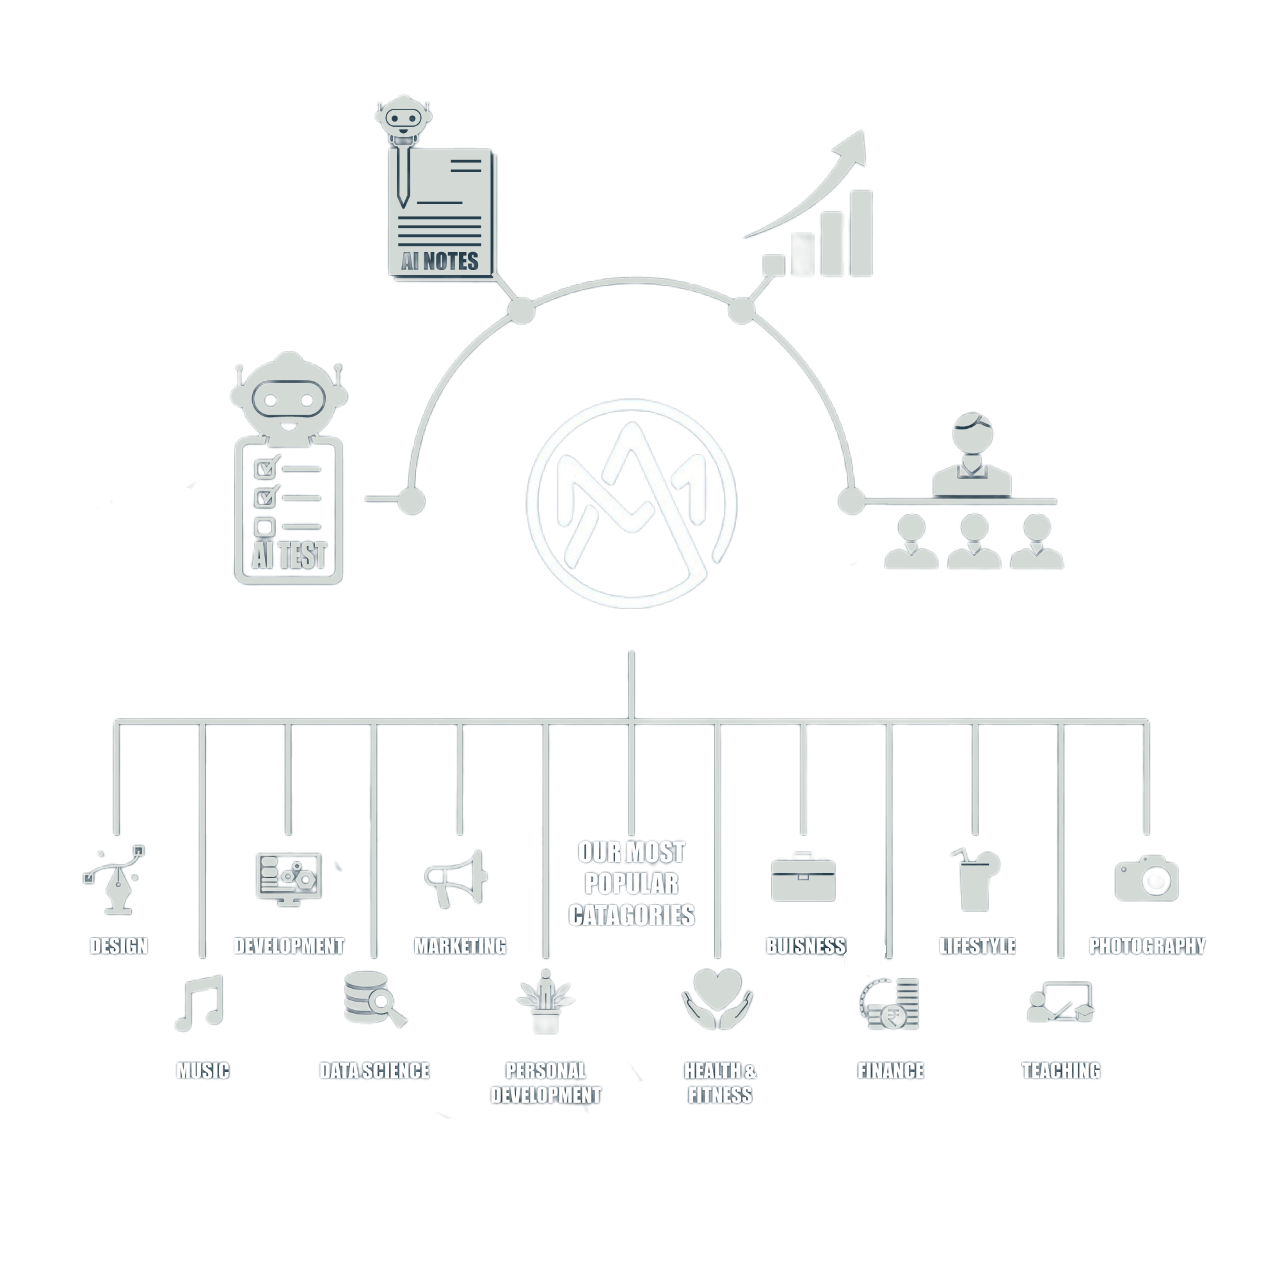 AI NOTES
AI TEST
OUR MOST
POPULAR
CATAGORIES
DESIGN
DEVELOPMENT
MARKETING
BUISNESS
LIFESTYLE
PHOTOGRAPHY
MUSIC
DATA SCIENCE
PERSONAL
DEVELOPMENT
HEALTH &
FITNESS
FINANCE
TEACHING